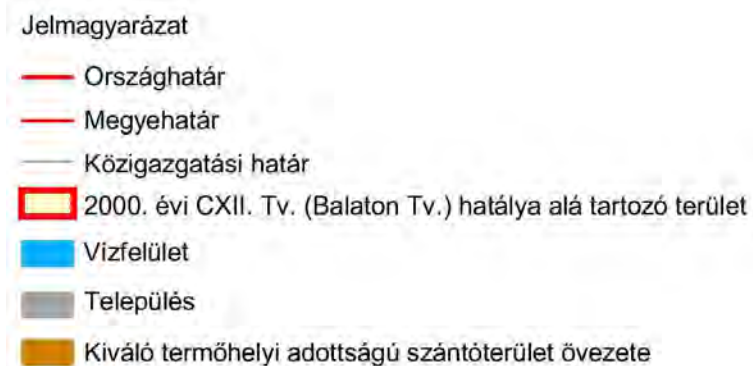 Jelmagyarázat
Országhatár
Megyehatár
Közigazgatási határ
2000. évi CXII. Tv. (Balaton Tv.) hatálya alá tartozó terület
Vízfelület
Település
Kiváló termőhelyi adottságú szántóterület övezete